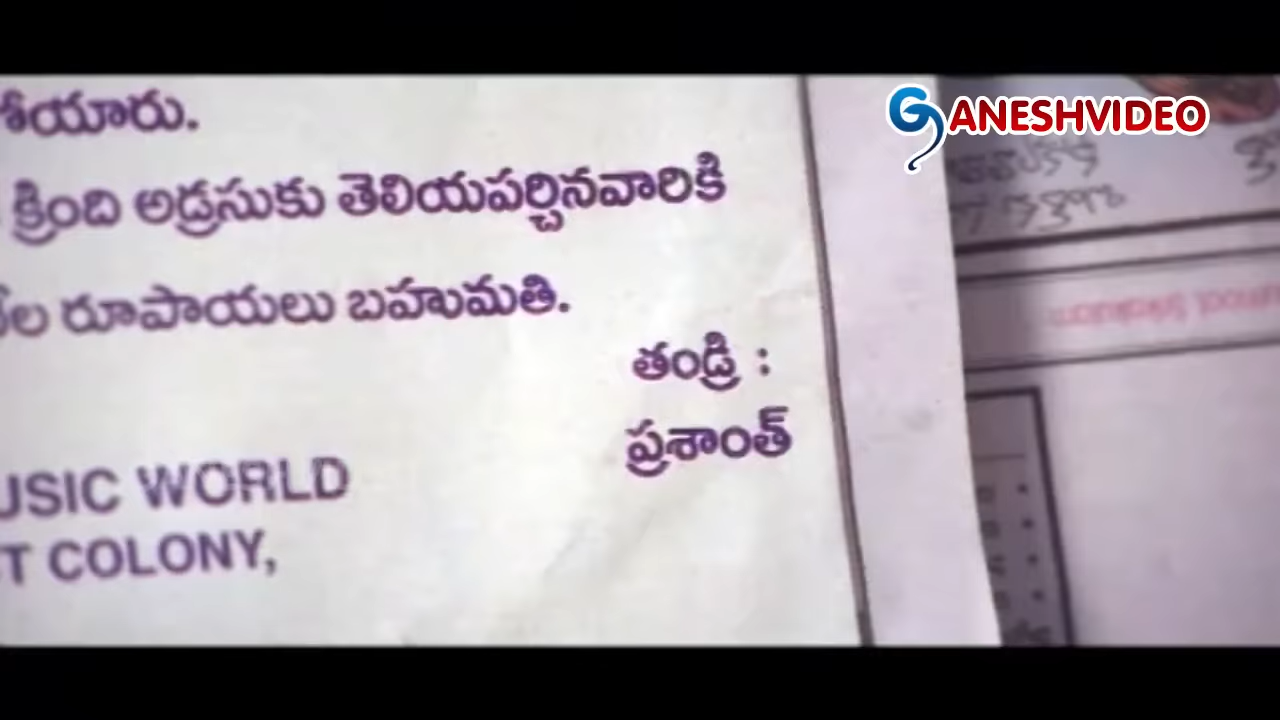 GANESHVIDEO
పోయారు.
క్రింది అడ్రసుకు తెలియపర్చినవారికి
వేల రూపాయలు బహుమతి.
తండ్రి :
ప్రశాంత్
USIC WORLD
T COLONY,